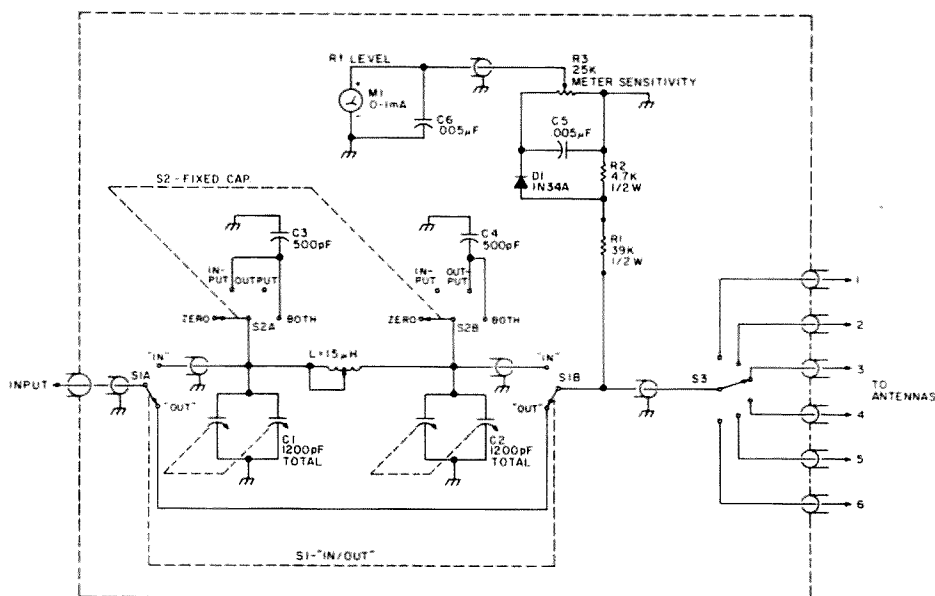 RF LEVEL
M1
0-1mA
+
-
C6
.005µF
R3
25K
METER SENSITIVITY
C5
.005µF
D1
1N34A
R2
4.7K
1/2W
R1
39K
1/2W
S2-FIXED CAP
C3
500pF
IN-
PUT
OUTPUT
ZERO
S2A
BOTH
C4
500pF
IN-
PUT
OUT-
PUT
ZERO
S2B
BOTH
INPUT
S1A
"IN"
"OUT"
L=15µH
C1
1200pF
TOTAL
C2
1200pF
TOTAL
"IN"
S1B
"OUT"
S1-"IN/OUT"
S3
1
2
3
4
5
6
TO
ANTENNAS